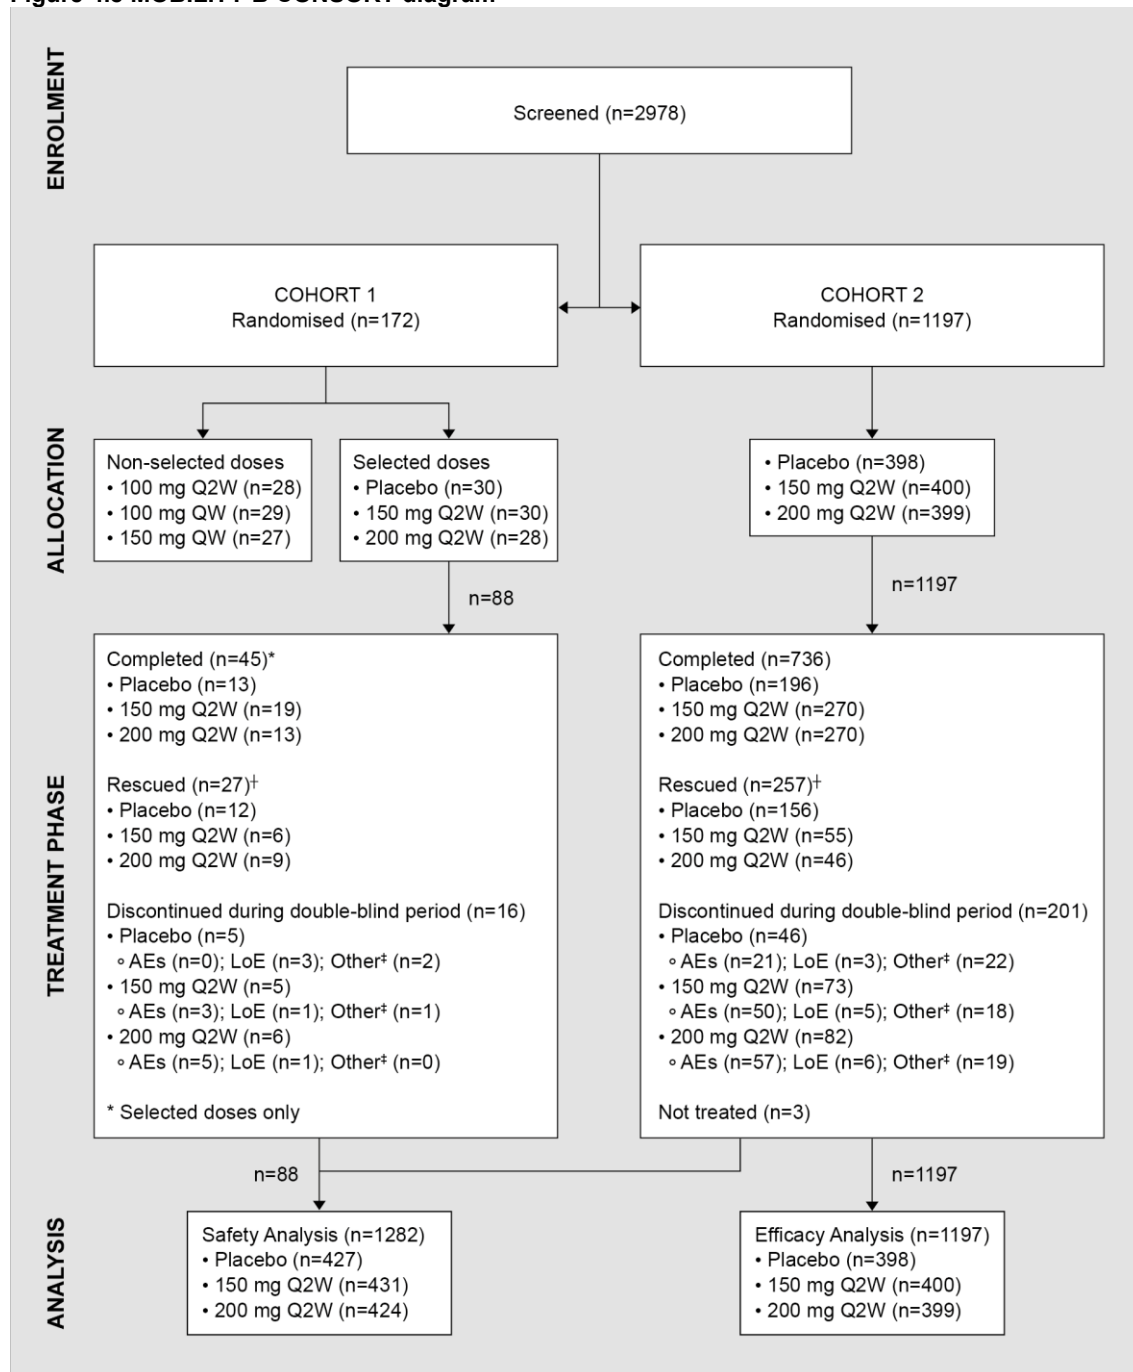 ENROLMENT
Screened (n=2978)
COHORT 1
Randomised (n=172)
COHORT 2
Randomised (n=1197)
ALLOCATION
Non-selected doses
• 100 mg Q2W (n=28)
• 100 mg QW (n=29)
• 150 mg QW (n=27)
Selected doses
• Placebo (n=30)
• 150 mg Q2W (n=30)
• 200 mg Q2W (n=28)
• Placebo (n=398)
• 150 mg Q2W (n=400)
• 200 mg Q2W (n=399)
n=88
n=1197
TREATMENT PHASE
Completed (n=45)*
• Placebo (n=13)
• 150 mg Q2W (n=19)
• 200 mg Q2W (n=13)
Rescued (n=27)†
• Placebo (n=12)
• 150 mg Q2W (n=6)
• 200 mg Q2W (n=9)
Discontinued during double-blind period (n=16)
• Placebo (n=5)
∘ AEs (n=0); LoE (n=3); Other‡ (n=2)
• 150 mg Q2W (n=5)
∘ AEs (n=3); LoE (n=1); Other‡ (n=1)
• 200 mg Q2W (n=6)
∘ AEs (n=5); LoE (n=1); Other‡ (n=0)
* Selected doses only
Completed (n=736)
• Placebo (n=196)
• 150 mg Q2W (n=270)
• 200 mg Q2W (n=270)
Rescued (n=257)†
• Placebo (n=156)
• 150 mg Q2W (n=55)
• 200 mg Q2W (n=46)
Discontinued during double-blind period (n=201)
• Placebo (n=46)
∘ AEs (n=21); LoE (n=3); Other‡ (n=22)
• 150 mg Q2W (n=73)
∘ AEs (n=50); LoE (n=5); Other‡ (n=18)
• 200 mg Q2W (n=82)
∘ AEs (n=57); LoE (n=6); Other‡ (n=19)
Not treated (n=3)
n=88
n=1197
ANALYSIS
Safety Analysis (n=1282)
• Placebo (n=427)
• 150 mg Q2W (n=431)
• 200 mg Q2W (n=424)
Efficacy Analysis (n=1197)
• Placebo (n=398)
• 150 mg Q2W (n=400)
• 200 mg Q2W (n=399)